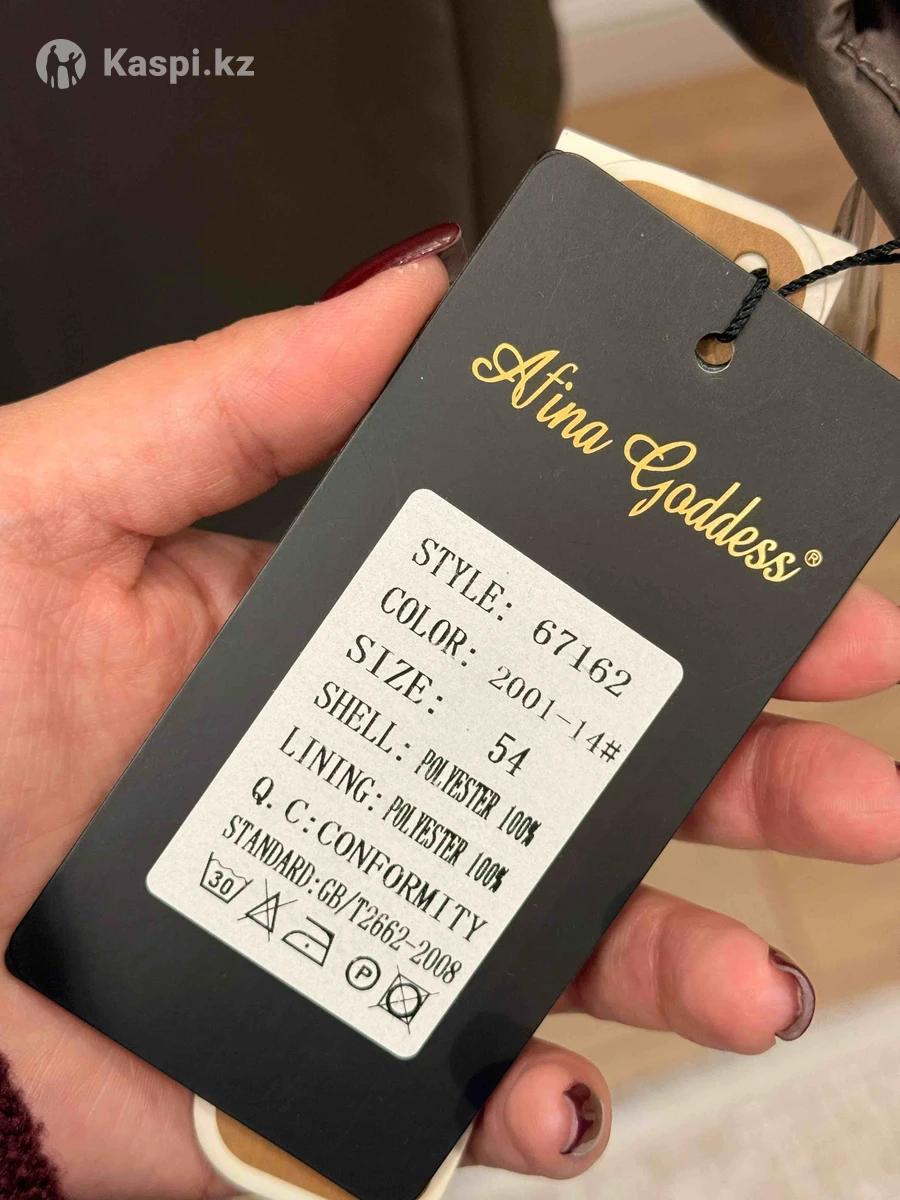 Kaspi.kz
Afina Goddess®
STYLE: 67162
COLOR: 2001-14#
SIZE: 54
SHELL: POLYESTER 100%
LINING: POLYESTER 100%
Q. C:CONFORMITY
STANDARD:GB/T2662-2008
30 P